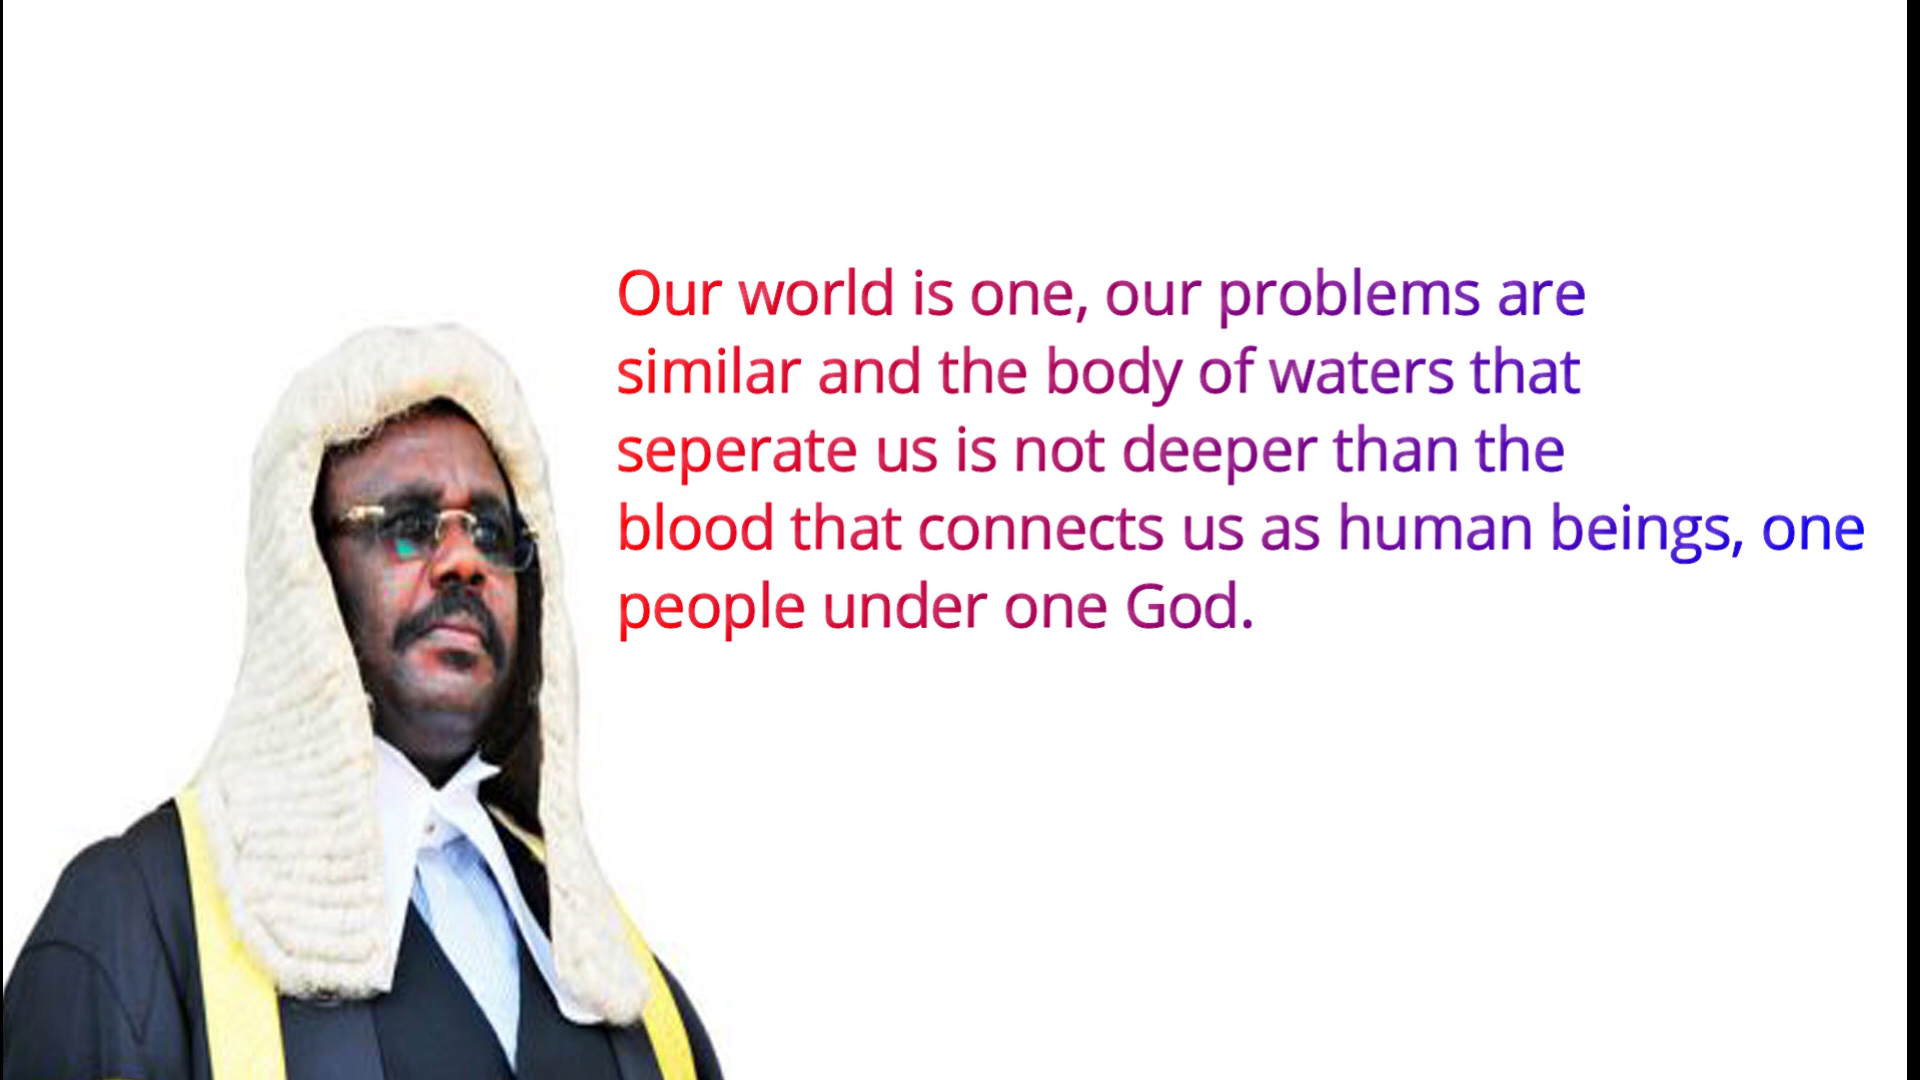 Our world is one, our problems are
similar and the body of waters that
seperate us is not deeper than the
blood that connects us as human beings, one
people under one God.